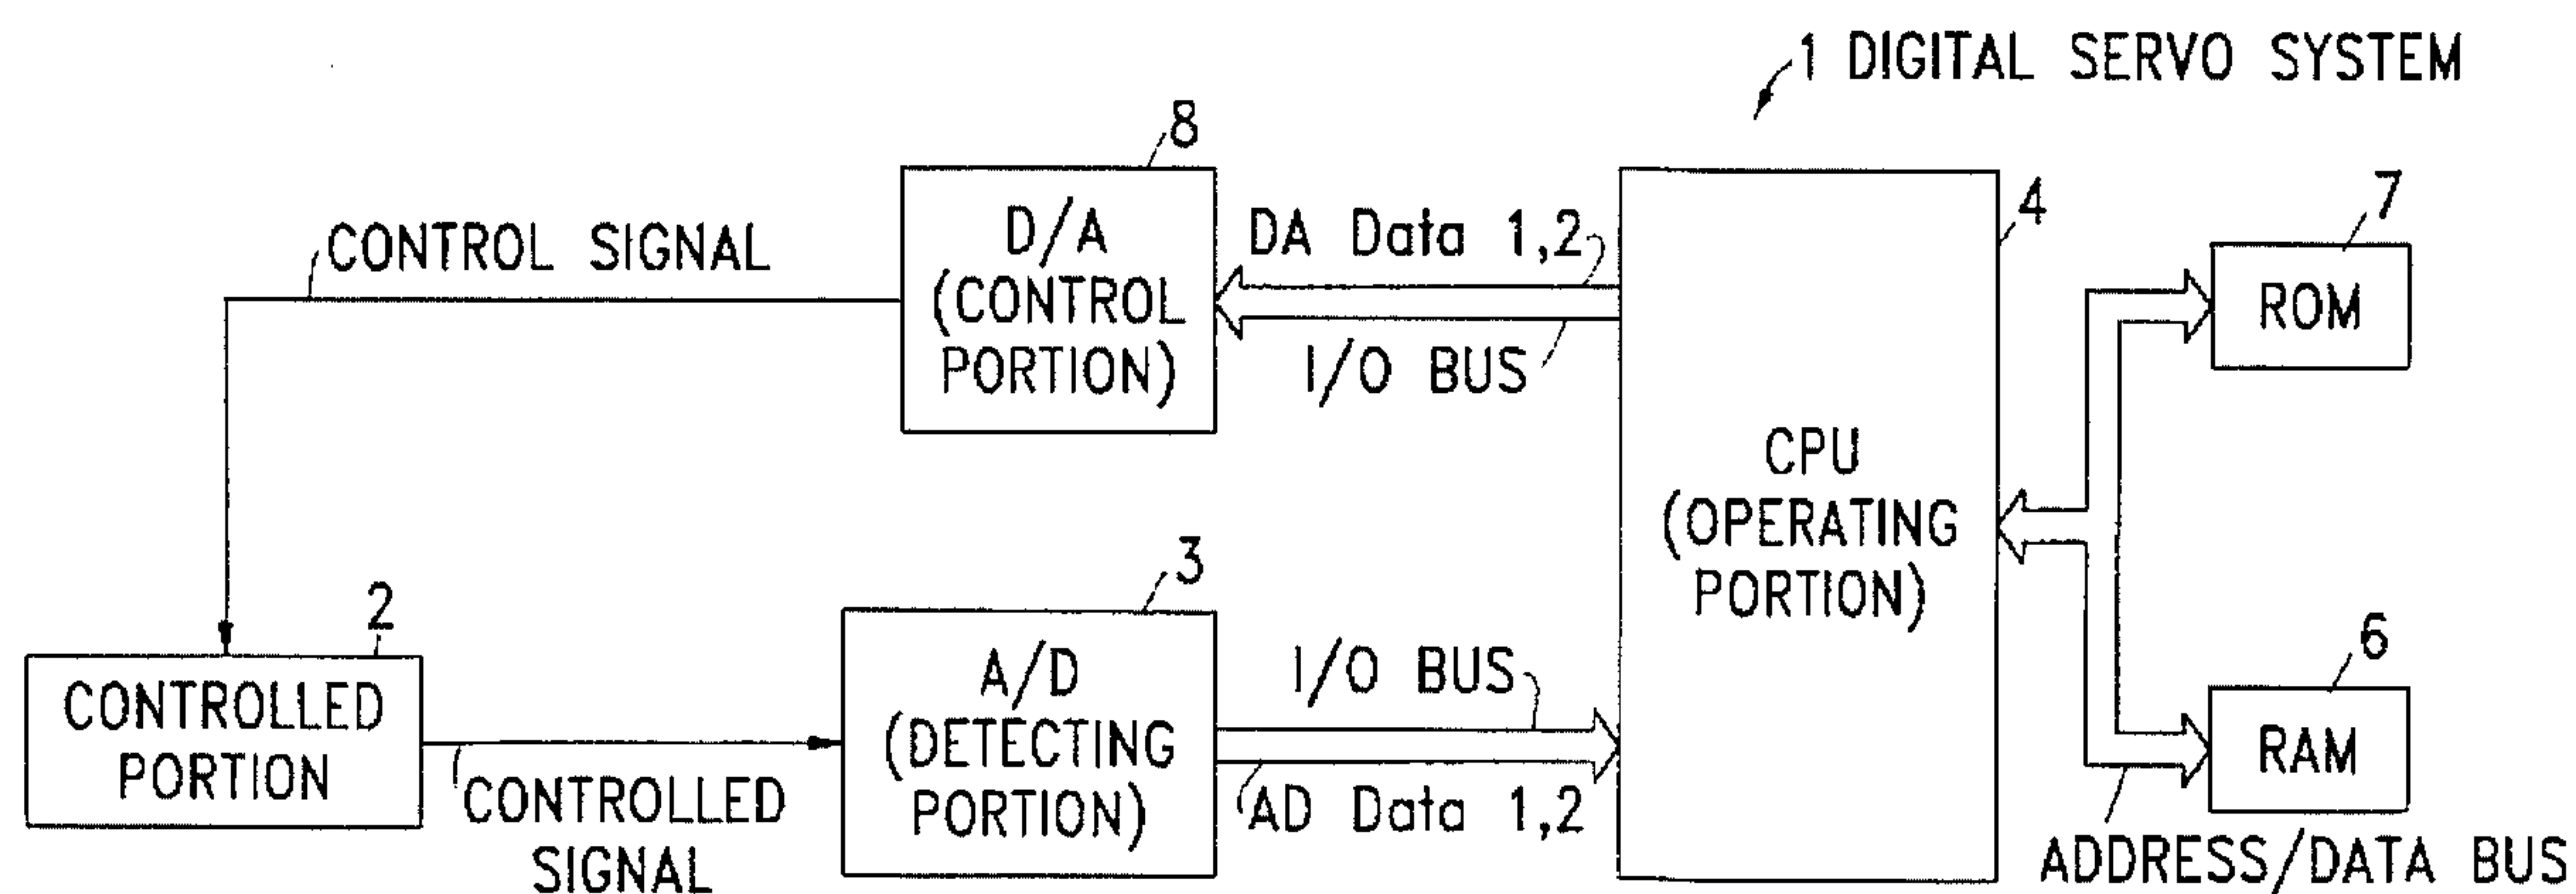 1 DIGITAL SERVO SYSTEM
8
D/A
(CONTROL
PORTION)
CONTROL SIGNAL
DA Data 1,2
I/O BUS
4
CPU
(OPERATING
PORTION)
7
ROM
2
CONTROLLED
PORTION
CONTROLLED
SIGNAL
3
A/D
(DETECTING
PORTION)
I/O BUS
AD Data 1,2
6
RAM
ADDRESS/DATA BUS